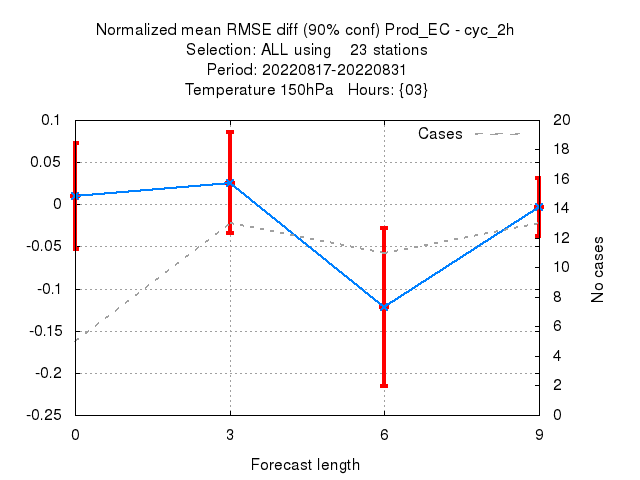 Normalized mean RMSE diff (90% conf) Prod_EC - cyc_2h
Selection: ALL using 23 stations
Period: 20220817-20220831
Temperature 150hPa Hours: {03}
Cases
0.1
0.05
0
-0.05
-0.1
-0.15
-0.2
-0.25
20
18
16
14
12
10
8
6
4
2
0
No cases
0 3 6 9
Forecast length